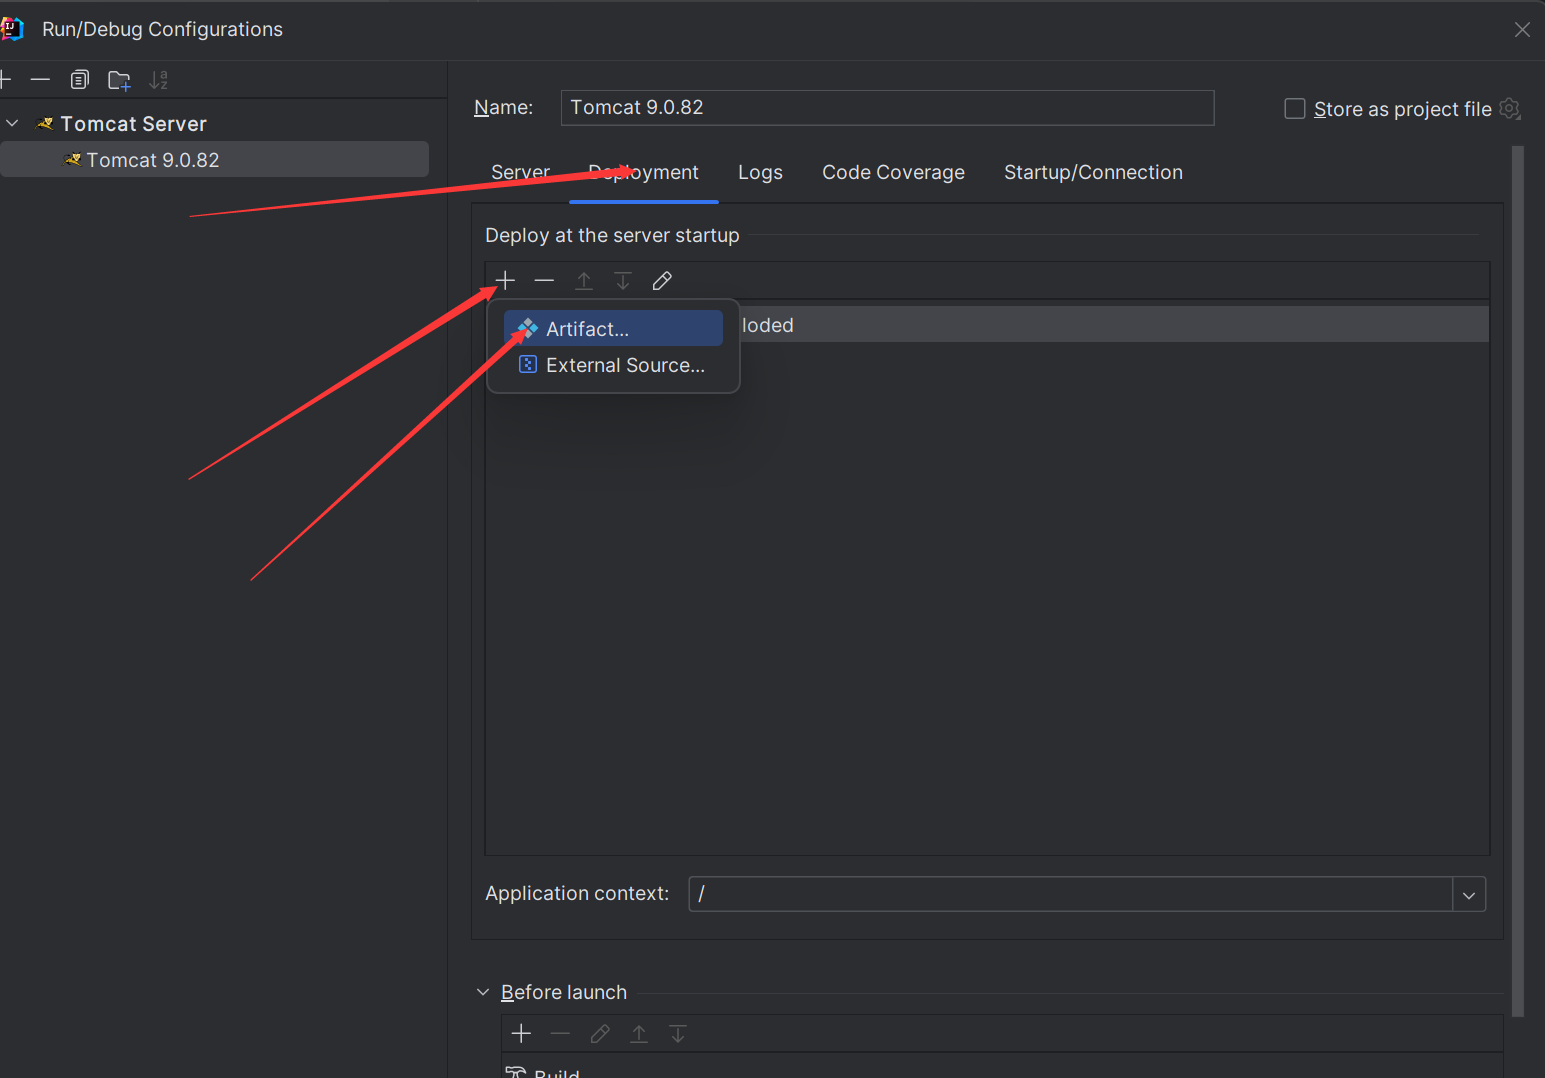 Run/Debug Configurations
Tomcat Server
Tomcat 9.0.82
Name: Tomcat 9.0.82
Store as project file
Server Deployment Logs Code Coverage Startup/Connection
Deploy at the server startup
Artifact...
loded
External Source...
Application context: /
Before launch
Build